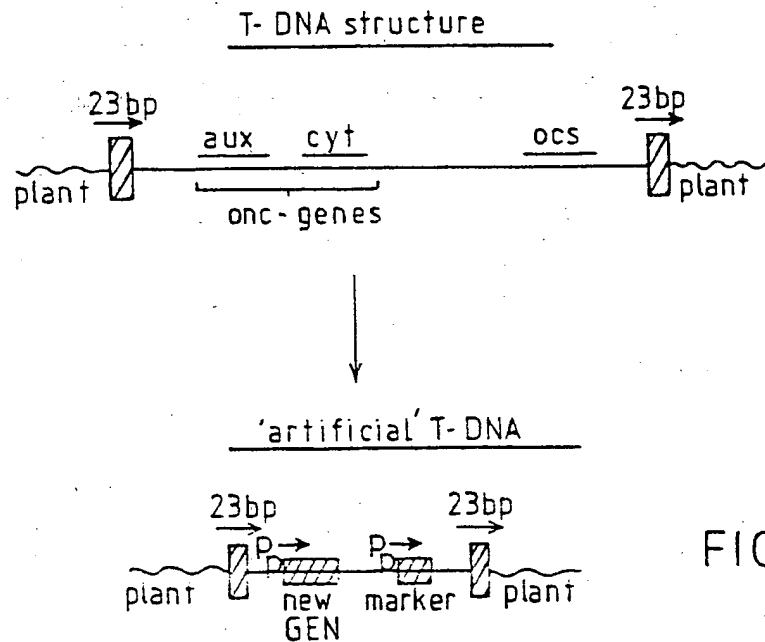 T-DNA structure
23bp 23bp
aux cyt ocs
plant plant
onc-genes
'artificial' T-DNA
23bp 23bp
P P
plant new marker plant
GEN
FIG